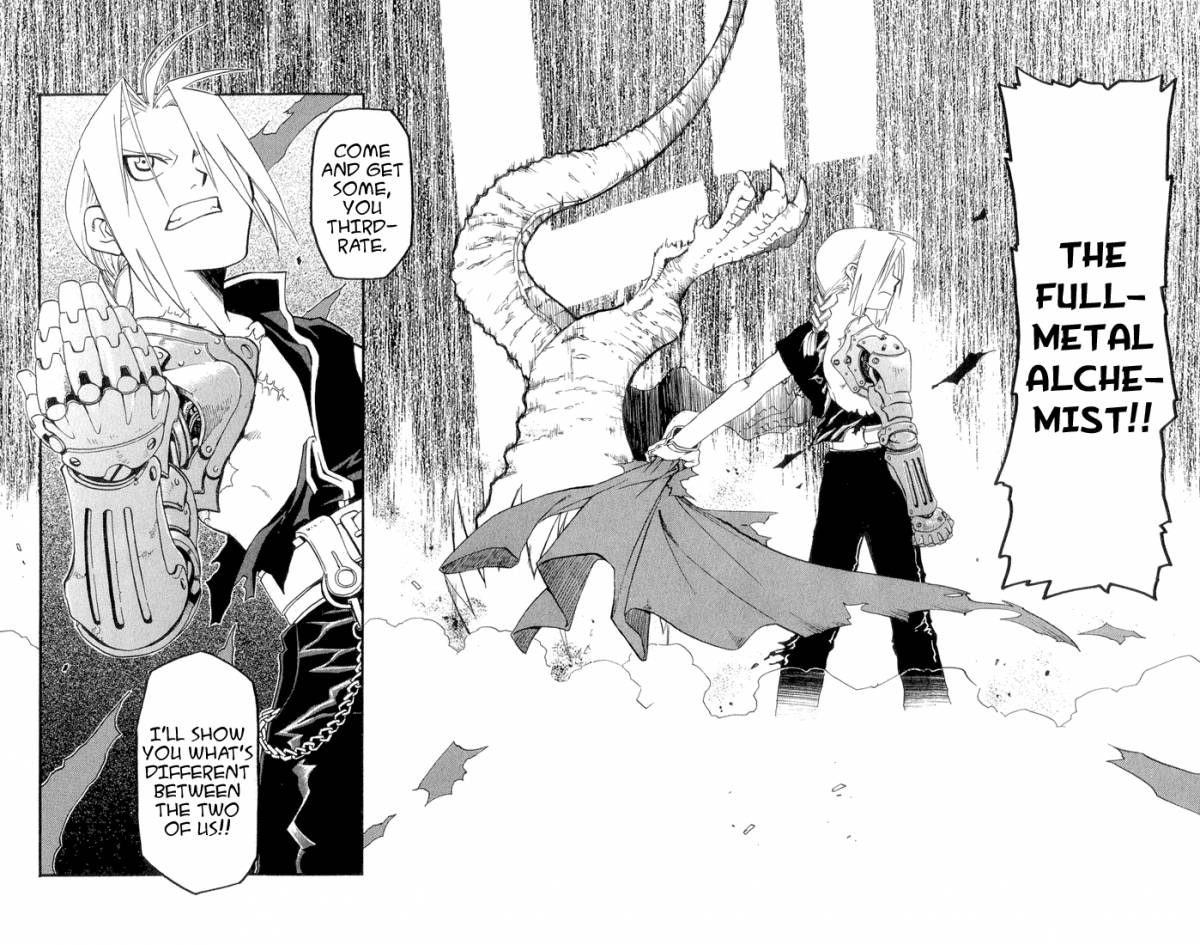 THE
FULL-
METAL
ALCHE-
MIST!!
COME
AND GET
SOME,
YOU
THIRD-
RATE.
I'LL SHOW
YOU WHAT'S
DIFFERENT
BETWEEN
THE TWO
OF US!!